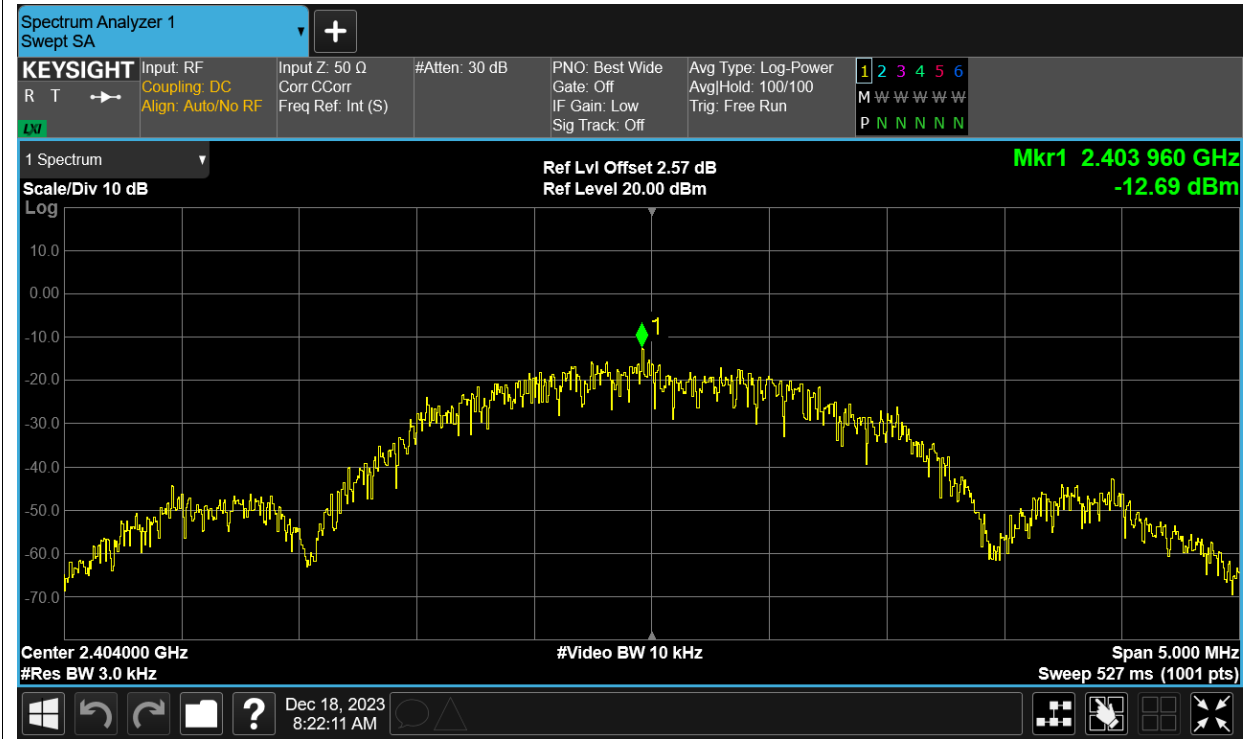 Spectrum Analyzer 1
Swept SA
KEYSIGHT
R T
LXI
Input: RF
Coupling: DC
Align: Auto/No RF
Input Z: 50 Ω
Corr CCorr
Freq Ref: Int (S)
#Atten: 30 dB
PNO: Best Wide
Gate: Off
IF Gain: Low
Sig Track: Off
Avg Type: Log-Power
Avg|Hold: 100/100
Trig: Free Run
1 2 3 4 5 6
M W W W W W
P N N N N N
1 Spectrum
Scale/Div 10 dB
Ref Lvl Offset 2.57 dB
Ref Level 20.00 dBm
Mkr1 2.403 960 GHz
-12.69 dBm
Log
10.0
0.00
-10.0
-20.0
-30.0
-40.0
-50.0
-60.0
-70.0
1
Center 2.404000 GHz
#Res BW 3.0 kHz
#Video BW 10 kHz
Span 5.000 MHz
Sweep 527 ms (1001 pts)
?
Dec 18, 2023
8:22:11 AM